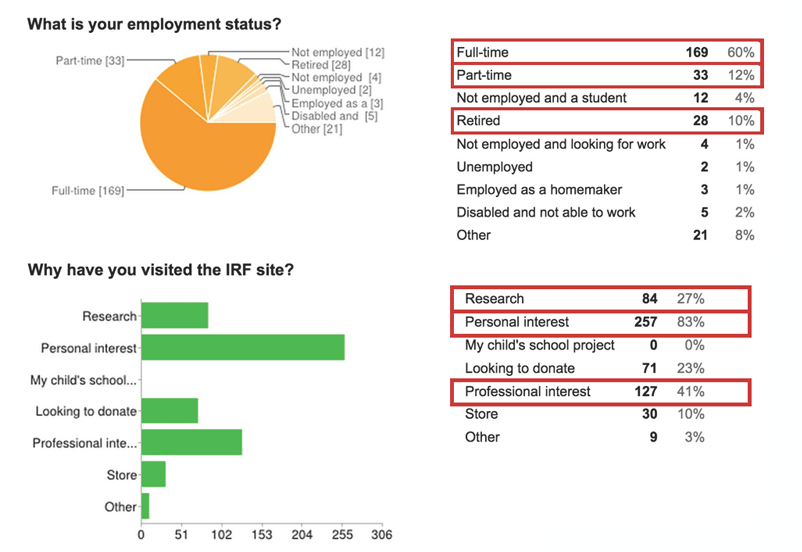 What is your employment status?
Not employed [12]
Part-time [33]
Retired [28]
Not employed [4]
Unemployed [2]
Employed as a [3]
Disabled and [5]
Other [21]
Full-time [169]
Full-time 169 60%
Part-time 33 12%
Not employed and a student 12 4%
Retired 28 10%
Not employed and looking for work 4 1%
Unemployed 2 1%
Employed as a homemaker 3 1%
Disabled and not able to work 5 2%
Other 21 8%
Why have you visited the IRF site?
Research
Personal interest
My child's school...
Looking to donate
Professional inte...
Store
Other
0 51 102 153 204 255 306
Research 84 27%
Personal interest 257 83%
My child's school project 0 0%
Looking to donate 71 23%
Professional interest 127 41%
Store 30 10%
Other 9 3%